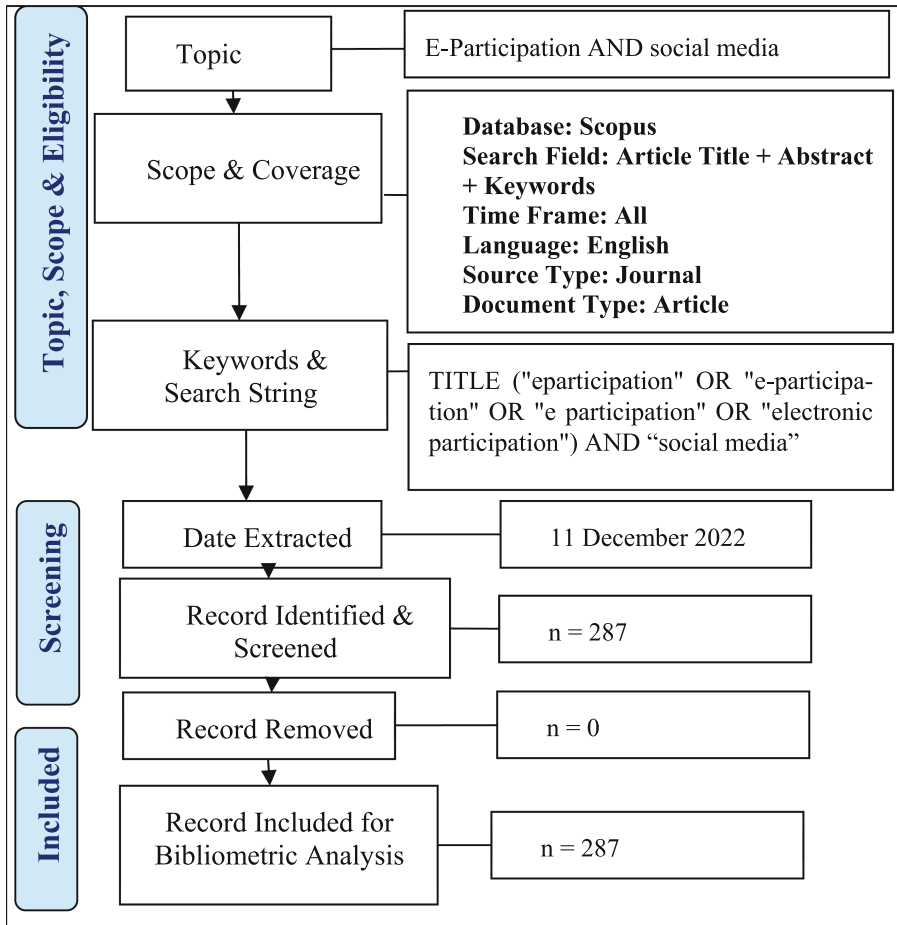 Topic, Scope & Eligibility
Topic
E-Participation AND social media
Scope & Coverage
Database: Scopus
Search Field: Article Title + Abstract
+ Keywords
Time Frame: All
Language: English
Source Type: Journal
Document Type: Article
Keywords &
Search String
TITLE ("eparticipation" OR "e-participa-
tion" OR "e participation" OR "electronic
participation") AND “social media”
Screening
Date Extracted
11 December 2022
Record Identified &
Screened
n = 287
Record Removed
n = 0
Included
Record Included for
Bibliometric Analysis
n = 287